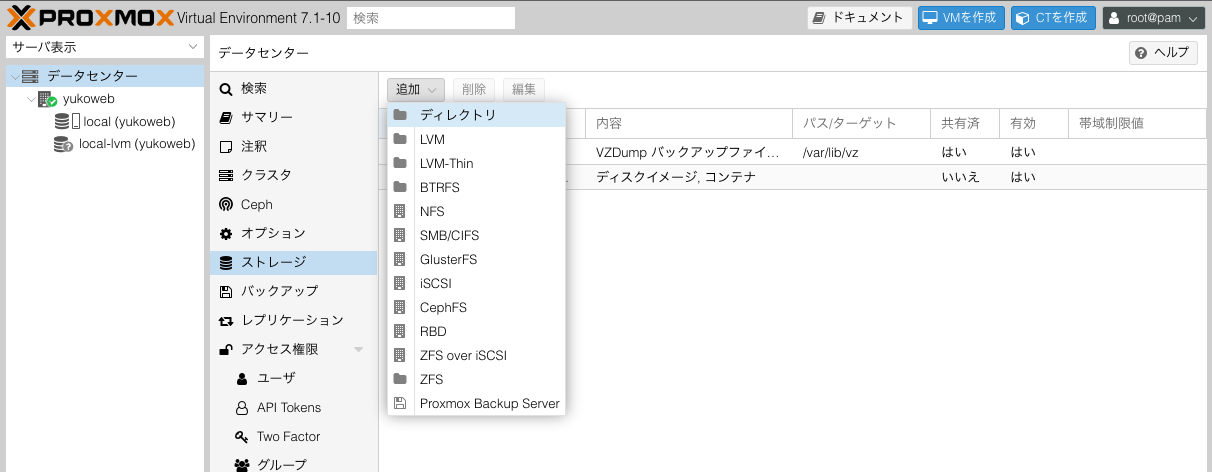 PROXMOX Virtual Environment 7.1-10 検索 ドキュメント VMを作成 CTを作成 root@pam
サーバ表示
データセンター
yukoweb
local (yukoweb)
local-lvm (yukoweb)
データセンター ヘルプ
検索
サマリー
注釈
クラスタ
Ceph
オプション
ストレージ
バックアップ
レプリケーション
アクセス権限
ユーザ
API Tokens
Two Factor
グループ
追加 削除 編集
ディレクトリ
LVM
LVM-Thin
BTRFS
NFS
SMB/CIFS
GlusterFS
iSCSI
CephFS
RBD
ZFS over iSCSI
ZFS
Proxmox Backup Server
内容 パス/ターゲット 共有済 有効 帯域制限値
VZDump バックアップファイ... /var/lib/vz はい はい
ディスクイメージ, コンテナ いいえ はい